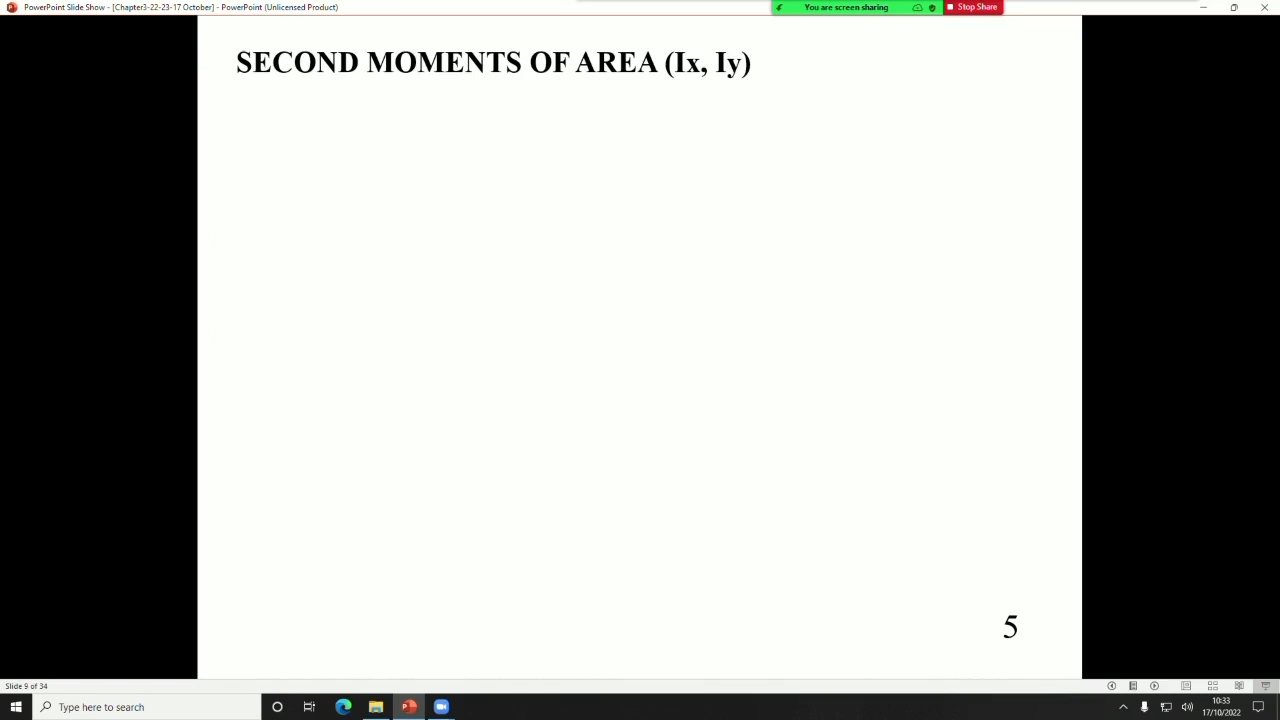 PowerPoint Slide Show - [Chapter3-22-23-17 October] - PowerPoint (Unlicensed Product)
You are screen sharing
Stop Share
SECOND MOMENTS OF AREA (Ix, Iy)
5
Slide 9 of 34
Type here to search
10:33
17/10/2022